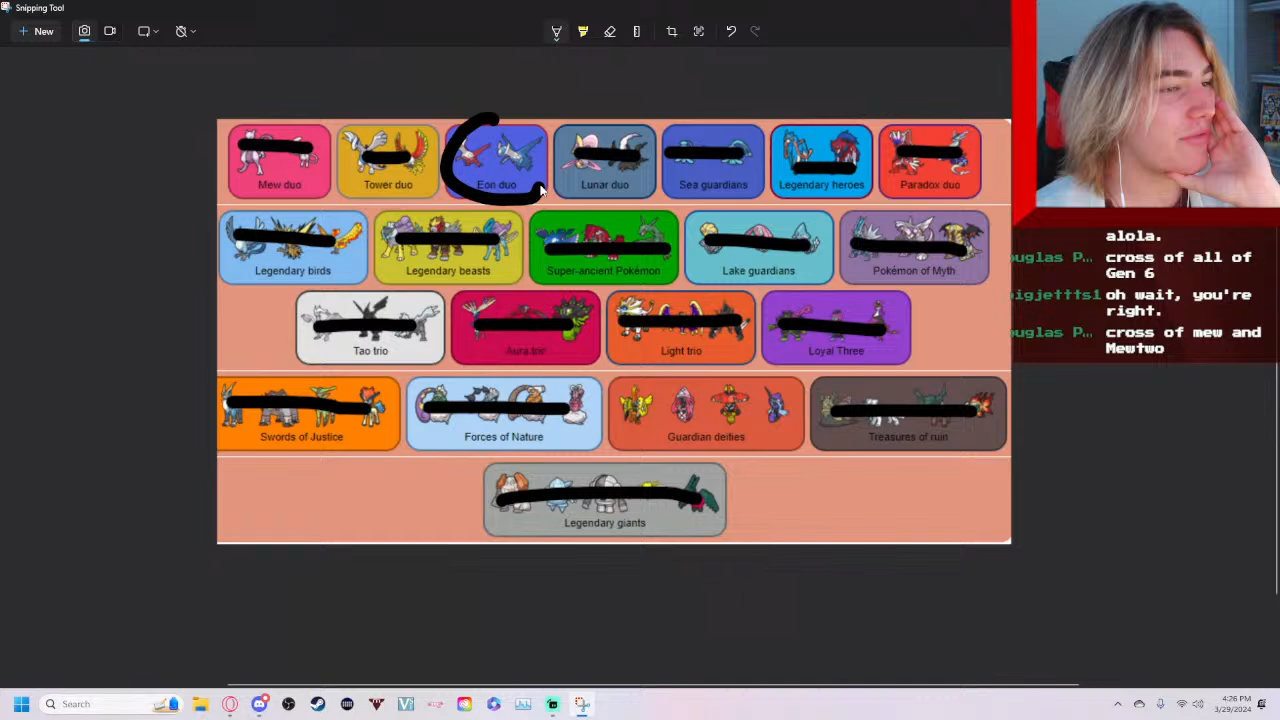 Snipping Tool
New
Mew duo
Tower duo
Eon duo
Lunar duo
Sea guardians
Legendary heroes
Paradox duo
Legendary birds
Legendary beasts
Super-ancient Pokémon
Lake guardians
Pokémon of Myth
Tao trio
Aura trio
Light trio
Loyal Three
Swords of Justice
Forces of Nature
Guardian deities
Treasures of ruin
Legendary giants
alola.
ouglas P... cross of all of
Gen 6
igjettts1 oh wait, you're
right.
ouglas P... cross of mew and
Mewtwo
Search
4:26 PM
3/29/2024